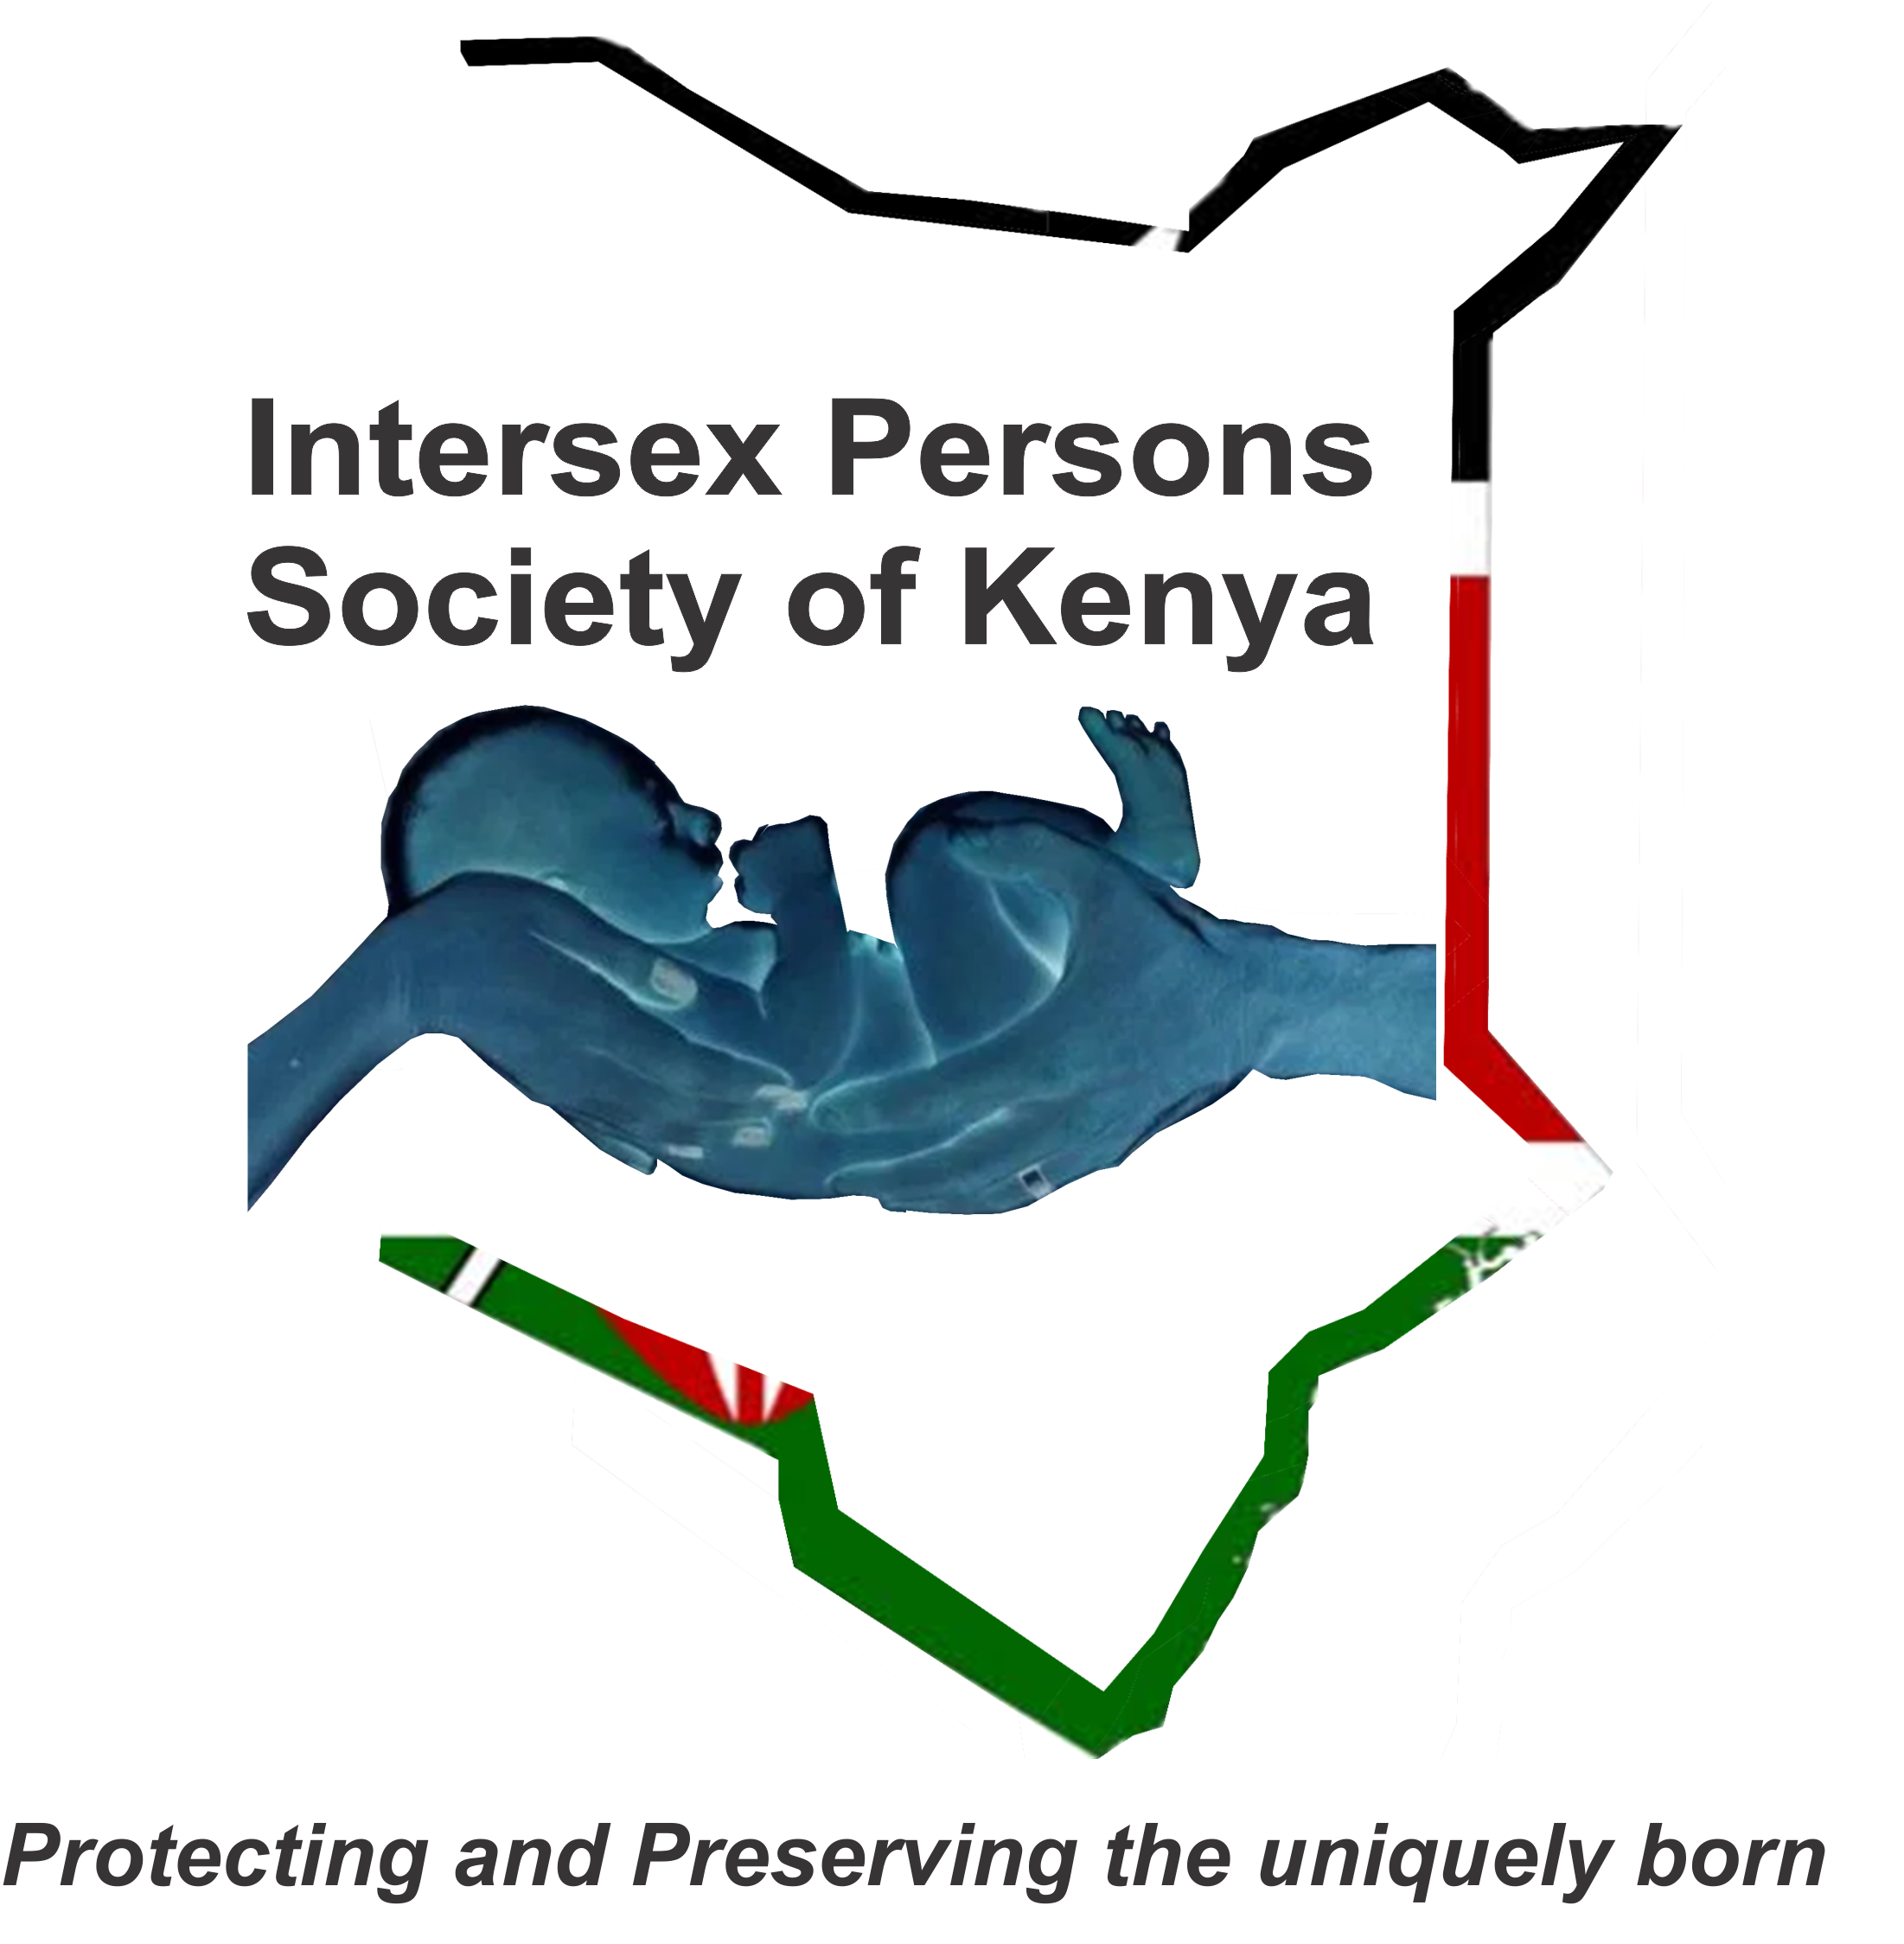 Intersex Persons
Society of Kenya
Protecting and Preserving the uniquely born